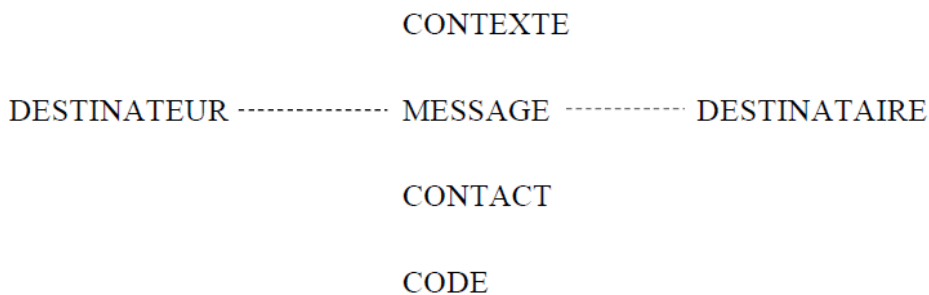 CONTEXTE
DESTINATEUR MESSAGE DESTINATAIRE
CONTACT
CODE